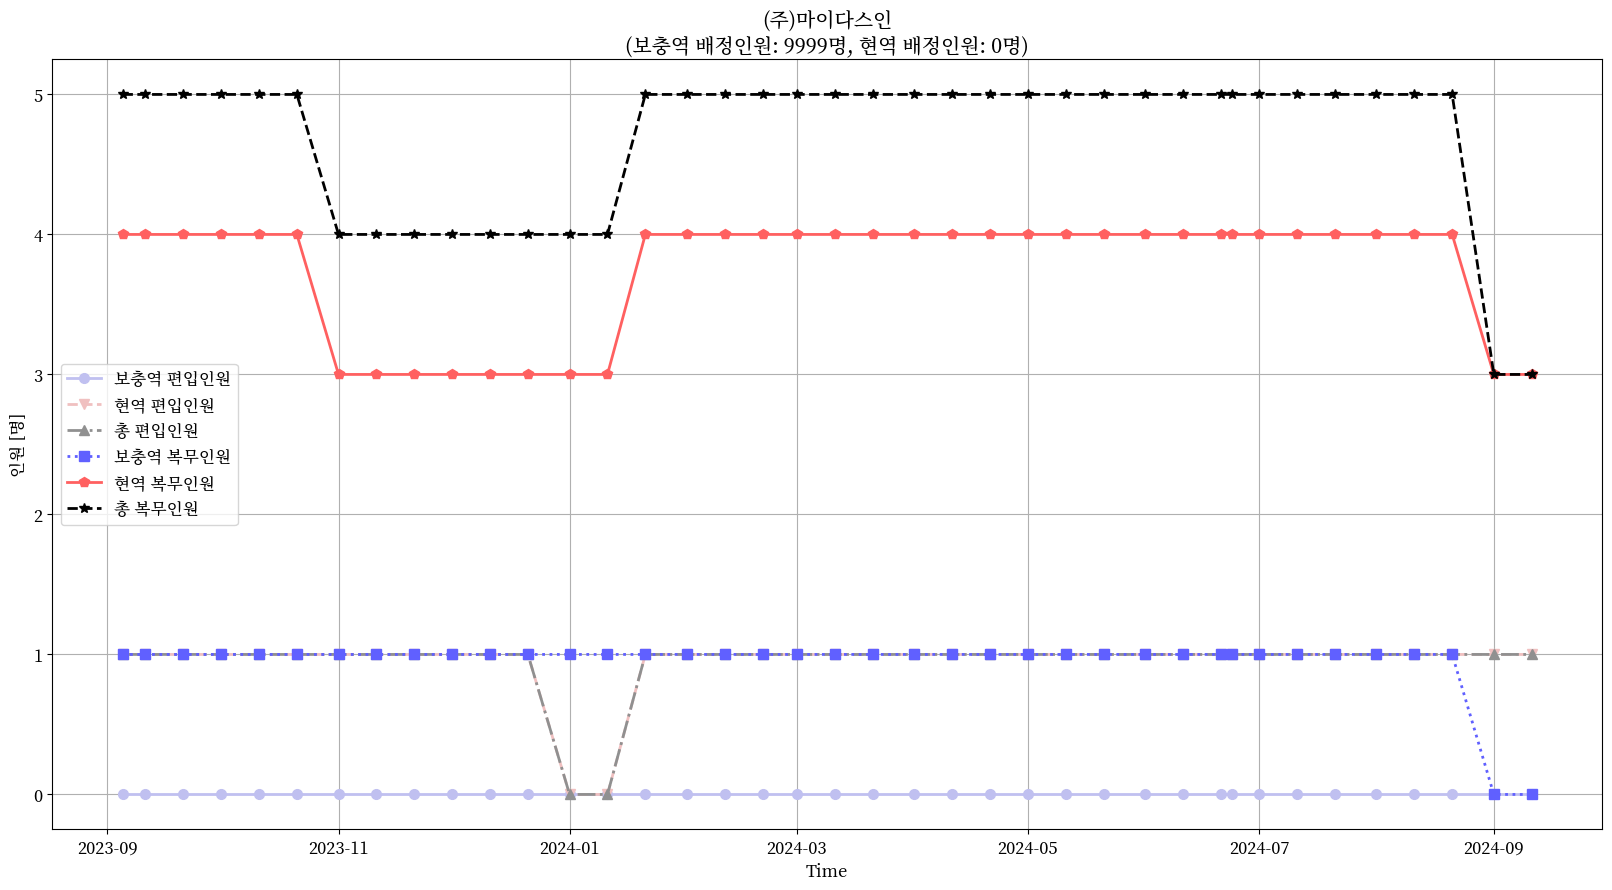 (주)마이다스인
(보충역 배정인원: 9999명, 현역 배정인원: 0명)
5
4
3
2
1
0
인원 [명]
보충역 편입인원
현역 편입인원
총 편입인원
보충역 복무인원
현역 복무인원
총 복무인원
2023-09
2023-11
2024-01
2024-03
2024-05
2024-07
2024-09
Time